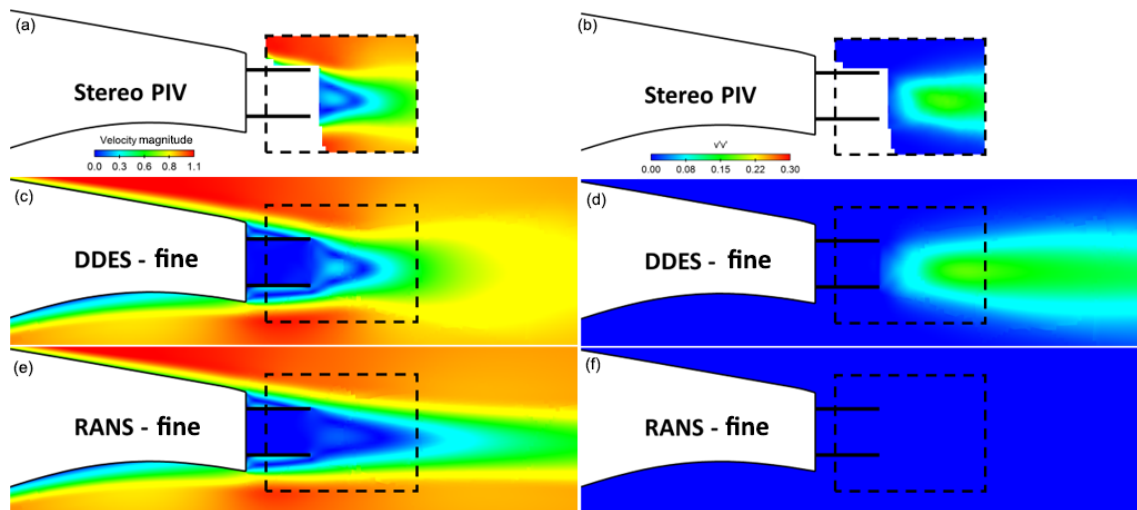 (a)
Stereo PIV
Velocity magnitude
0.0 0.3 0.6 0.8 1.1
(b)
Stereo PIV
v'v'
0.00 0.08 0.15 0.22 0.30
(c)
DDES - fine
(d)
DDES - fine
(e)
RANS - fine
(f)
RANS - fine